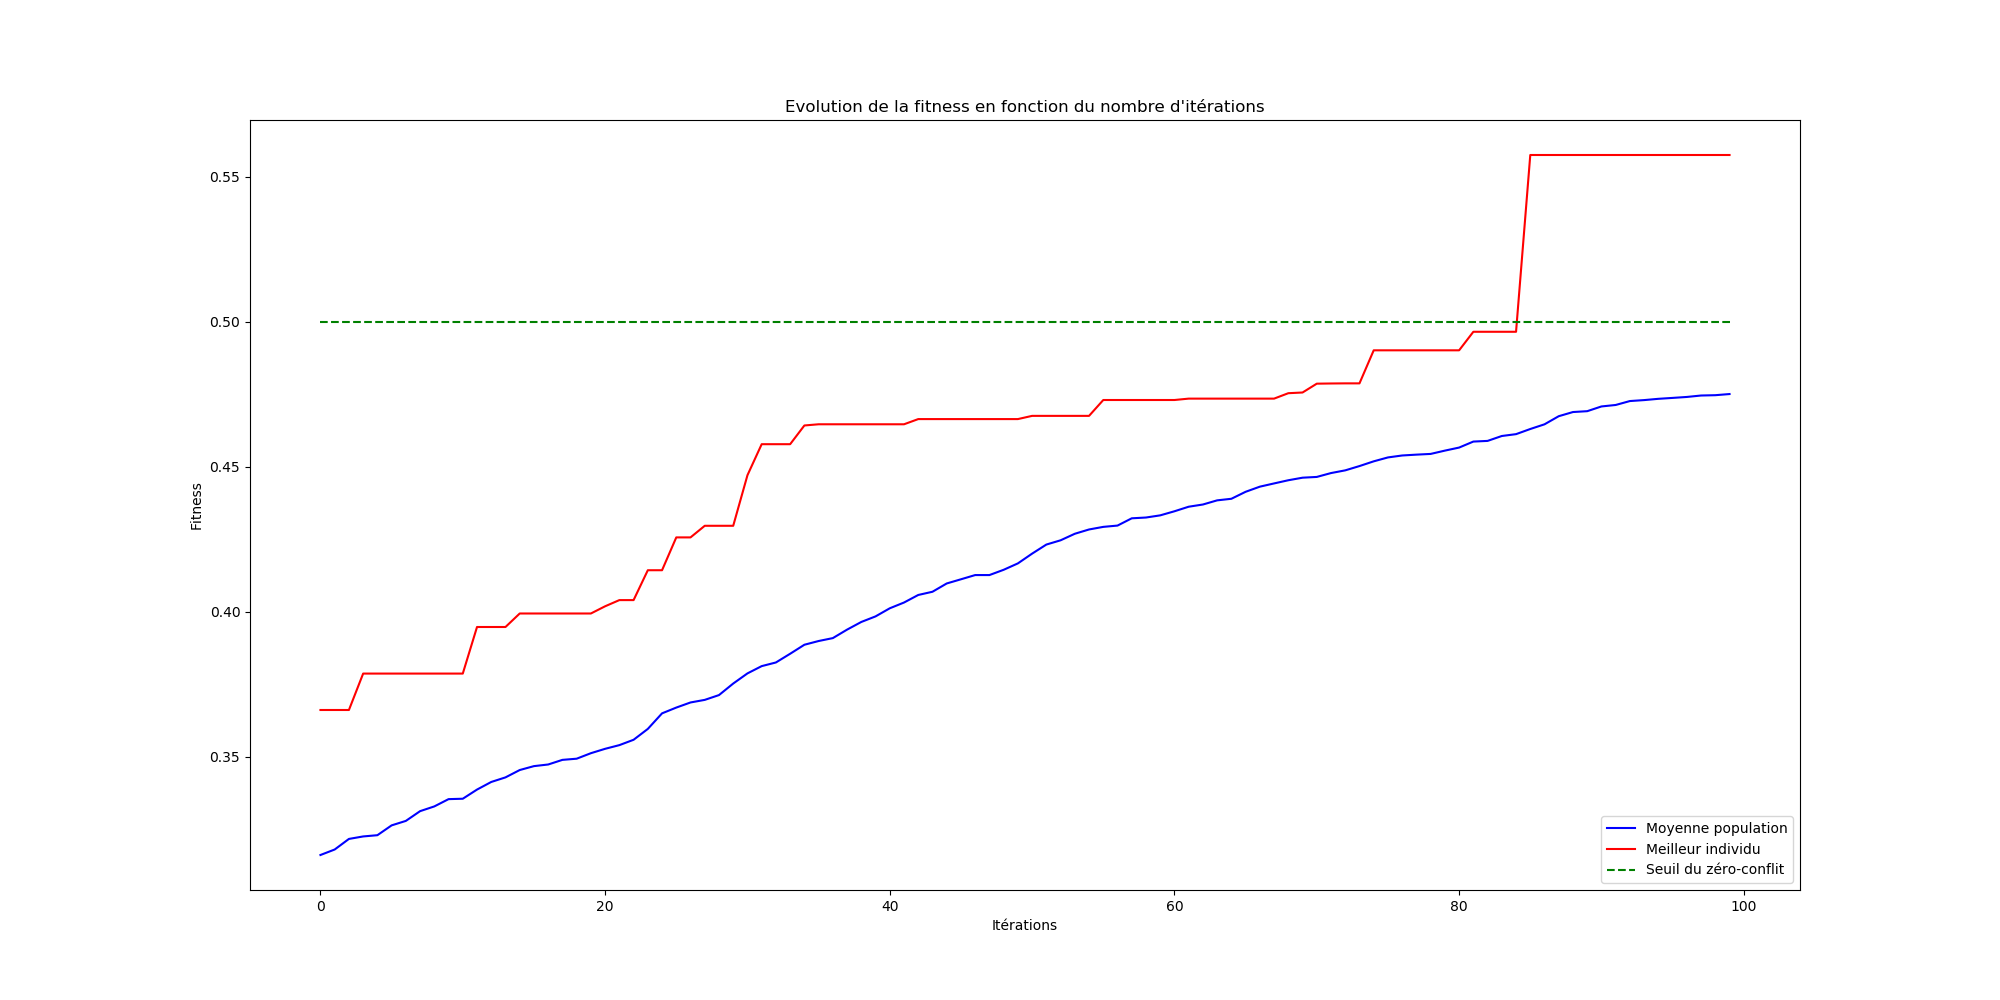 Evolution de la fitness en fonction du nombre d'itérations
0.55
0.50
0.45
0.40
0.35
Fitness
0
20
40
60
80
100
Itérations
Moyenne population
Meilleur individu
Seuil du zéro-conflit